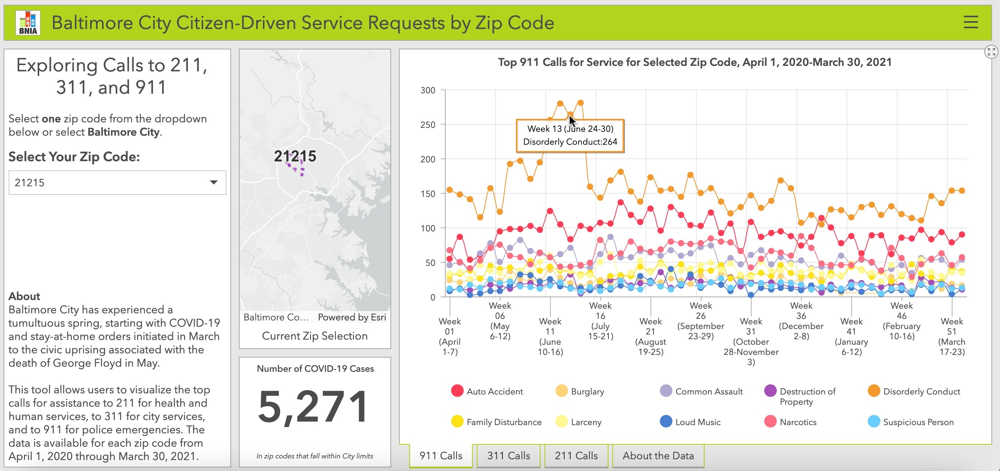 BNIA
Baltimore City Citizen-Driven Service Requests by Zip Code
Exploring Calls to 211,
311, and 911
Select one zip code from the dropdown
below or select Baltimore City.
Select Your Zip Code:
21215
About
Baltimore City has experienced a
tumultuous spring, starting with COVID-19
and stay-at-home orders initiated in March
to the civic uprising associated with the
death of George Floyd in May.
This tool allows users to visualize the top
calls for assistance to 211 for health and
human services, to 311 for city services,
and to 911 for police emergencies. The
data is available for each zip code from
April 1, 2020 through March 30, 2021.
21215
Baltimore Co... Powered by Esri
Current Zip Selection
Number of COVID-19 Cases
5,271
In zip codes that fall within City limits
Top 911 Calls for Service for Selected Zip Code, April 1, 2020-March 30, 2021
300
250
200
150
100
50
0
Week 13 (June 24-30)
Disorderly Conduct:264
Week
01
(April
1-7)
Week
06
(May
6-12)
Week
11
(June
10-16)
Week
16
(July
15-21)
Week
21
(August
19-25)
Week
26
(September
23-29)
Week
31
(October
28-November
3)
Week
36
(December
2-8)
Week
41
(January
6-12)
Week
46
(February
10-16)
Week
51
(March
17-23)
Auto Accident
Burglary
Common Assault
Destruction of
Property
Disorderly Conduct
Family Disturbance
Larceny
Loud Music
Narcotics
Suspicious Person
911 Calls
311 Calls
211 Calls
About the Data